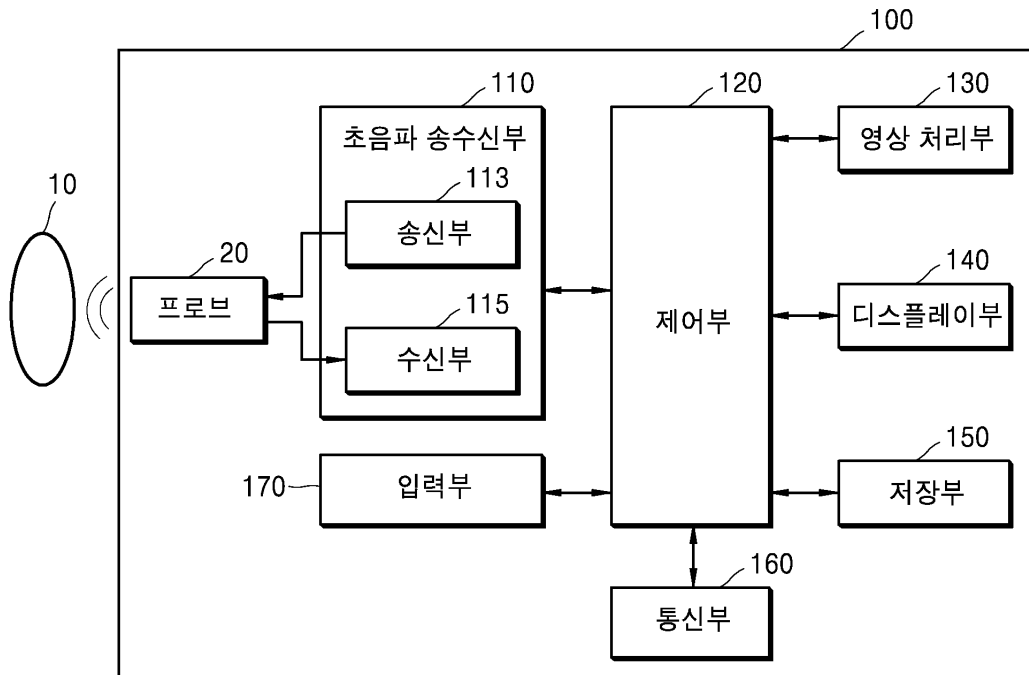 100
110
120
130
초음파 송수신부
영상 처리부
10
113
송신부
20
140
프로브
115
제어부
디스플레이부
수신부
150
170
입력부
저장부
160
통신부